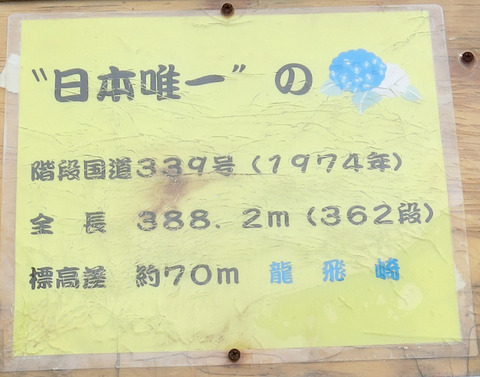 “日本唯一”の
階段国道339号（1974年）
全長 388.2m（362段）
標高差 約70m 龍飛崎